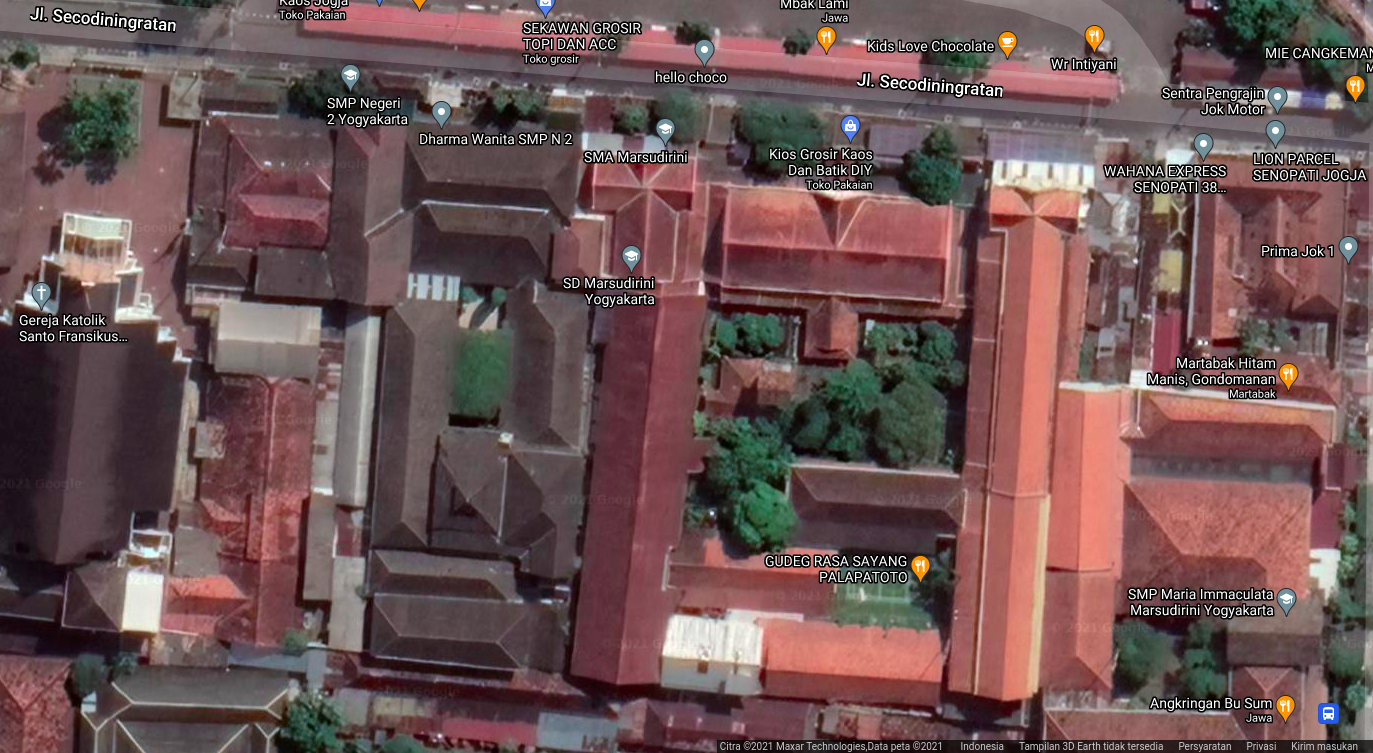 Jl. Secodiningratan
Kaos Jogja
Toko Pakaian
SEKAWAN GROSIR
TOPI DAN ACC
Toko grosir
Mbak Lami
Jawa
Kids Love Chocolate
Wr Intiyani
MIE CANGKEMAN
hello choco
Jl. Secodiningratan
Sentra Pengrajin
Jok Motor
SMP Negeri
2 Yogyakarta
Dharma Wanita SMP N 2
SMA Marsudirini
Kios Grosir Kaos
Dan Batik DIY
Toko Pakaian
WAHANA EXPRESS
SENOPATI 38...
LION PARCEL
SENOPATI JOGJA
Prima Jok 1
SD Marsudirini
Yogyakarta
Gereja Katolik
Santo Fransikus...
Martabak Hitam
Manis, Gondomanan
Martabak
GUDEG RASA SAYANG
PALAPATOTO
SMP Maria Immaculata
Marsudirini Yogyakarta
Angkringan Bu Sum
Jawa
Citra ©2021 Maxar Technologies,Data peta ©2021 Indonesia Tampilan 3D Earth tidak tersedia Persyaratan Privasi Kirim masukan